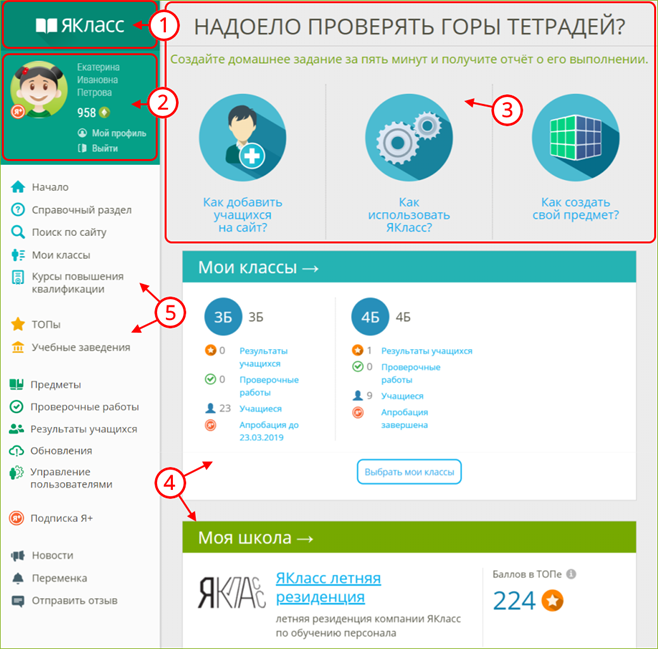 ЯКласс
1
Екатерина
Ивановна
Петрова
958
2
Мой профиль
Выйти
НАДОЕЛО ПРОВЕРЯТЬ ГОРЫ ТЕТРАДЕЙ?
Создайте домашнее задание за пять минут и получите отчёт о его выполнении.
3
Как добавить
учащихся
на сайт?
Как
использовать
ЯКласс?
Как создать
свой предмет?
Начало
Справочный раздел
Поиск по сайту
Мои классы
Курсы повышения
квалификации
5
ТОПы
Учебные заведения
Предметы
Проверочные работы
Результаты учащихся
Обновления
Управление
пользователями
Я+ Подписка Я+
Новости
Переменка
Отправить отзыв
Мои классы →
3Б 3Б
0 Результаты
учащихся
0 Проверочные
работы
23 Учащиеся
Апробация до
23.03.2019
4Б 4Б
1 Результаты учащихся
0 Проверочные
работы
9 Учащиеся
Апробация
завершена
Выбрать мои классы
4
Моя школа →
ЯКЛАССС
ЯКласс летняя
резиденция
летняя резиденция компании ЯКласс
по обучению персонала
Баллов в ТОПе i
224